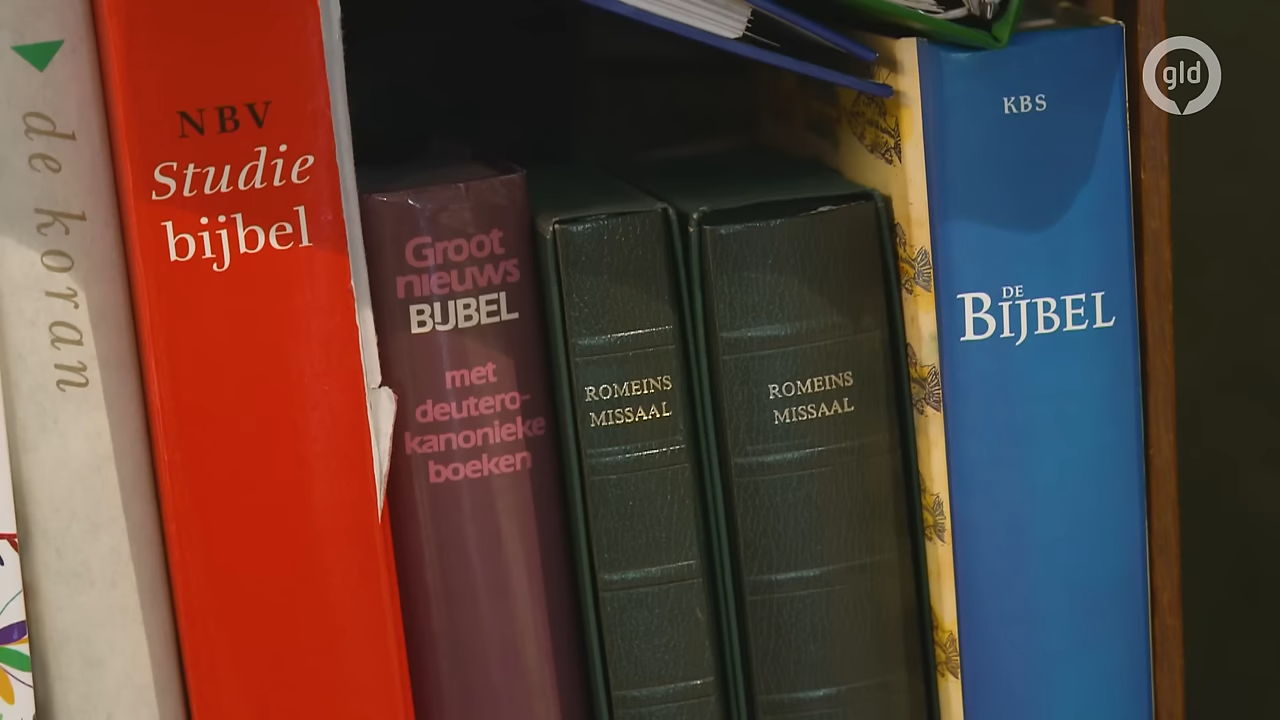 de koran
NBV
Studie
bijbel
Groot
nieuws
BIJBEL
met
deutero-
kanonieke
boeken
ROMEINS
MISSAAL
ROMEINS
MISSAAL
KBS
DE
BIJBEL
gld